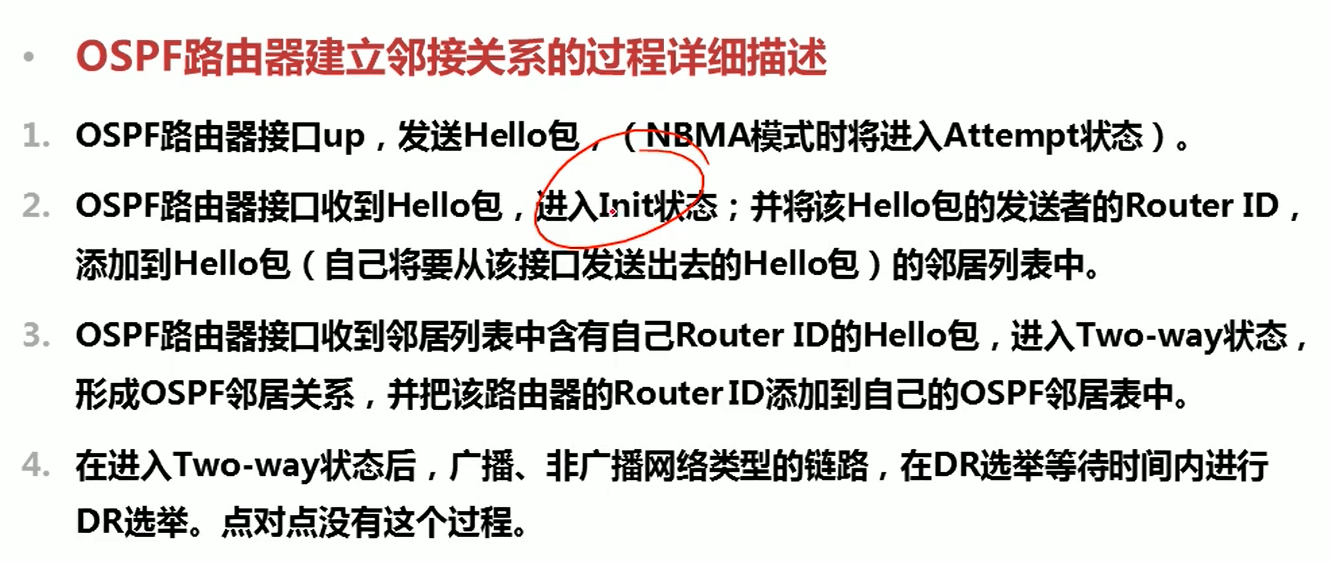 • OSPF路由器建立邻接关系的过程详细描述
1. OSPF路由器接口up，发送Hello包，（NBMA模式时将进入Attempt状态）。
2. OSPF路由器接口收到Hello包，进入Init状态；并将该Hello包的发送者的Router ID，
添加到Hello包（自己将要从该接口发送出去的Hello包）的邻居列表中。
3. OSPF路由器接口收到邻居列表中含有自己Router ID的Hello包，进入Two-way状态，
形成OSPF邻居关系，并把该路由器的Router ID添加到自己的OSPF邻居表中。
4. 在进入Two-way状态后，广播、非广播网络类型的链路，在DR选举等待时间内进行
DR选举。点对点没有这个过程。